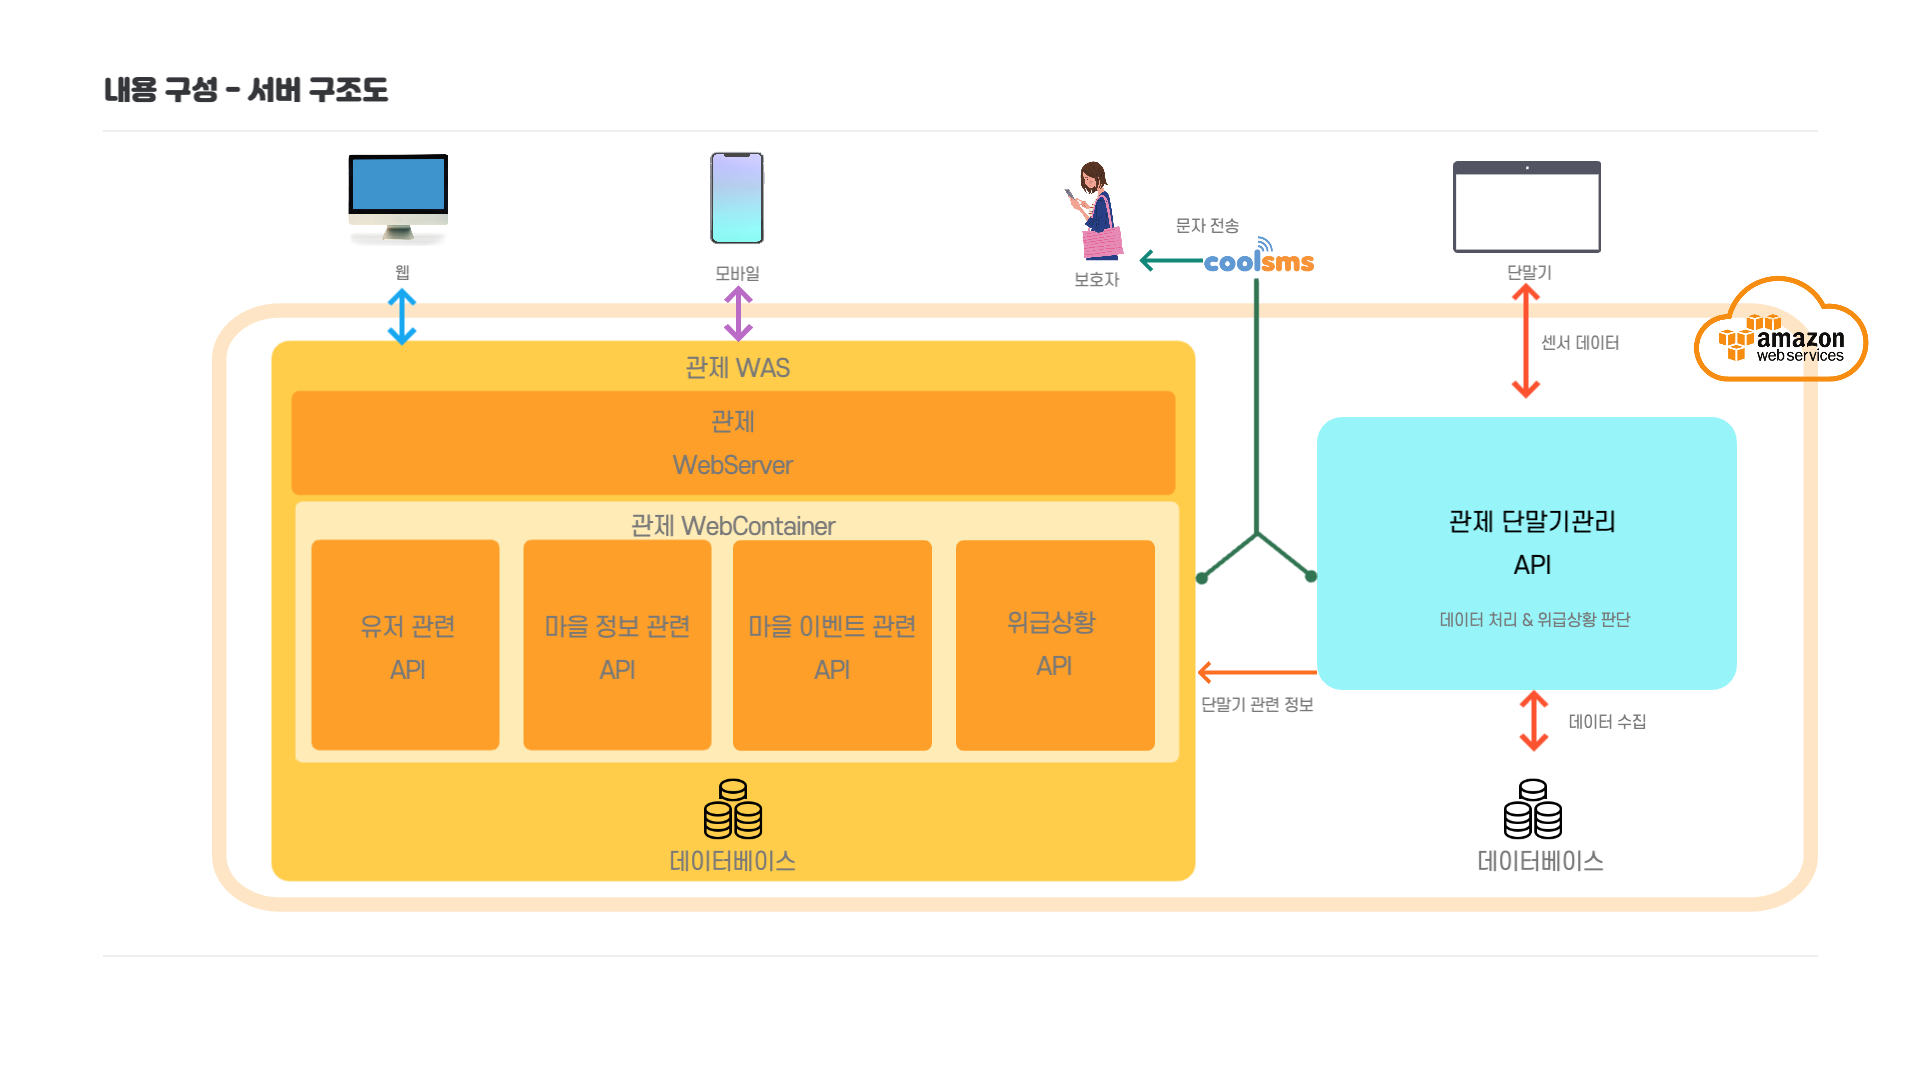 내용 구성 - 서버 구조도
문자 전송
coolsms
웹
모바일
보호자
단말기
센서 데이터
amazon
web services
관제 WAS
관제
WebServer
관제 WebContainer
유저 관련
API
마을 정보 관련
API
마을 이벤트 관련
API
위급상황
API
관제 단말기관리
API
데이터 처리 & 위급상황 판단
단말기 관련 정보
데이터 수집
데이터베이스
데이터베이스